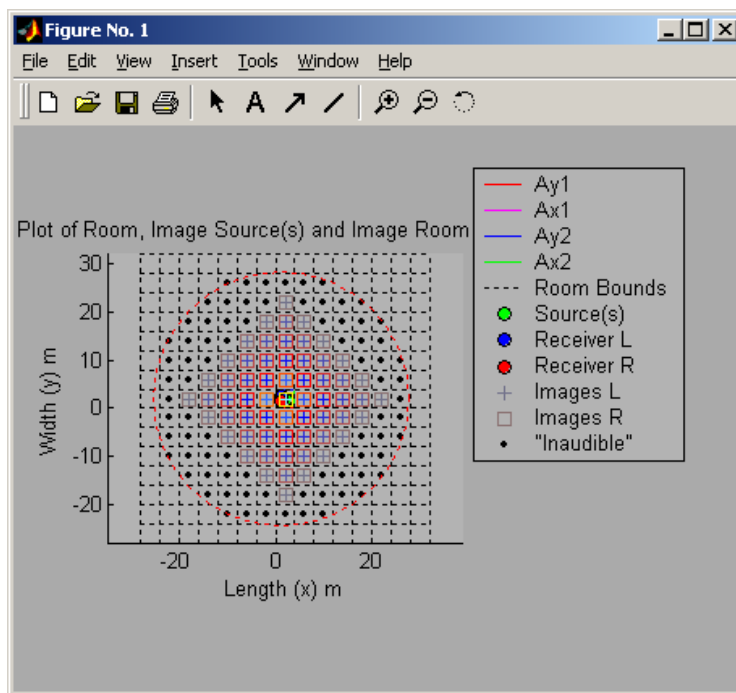 Figure No. 1
File Edit View Insert Tools Window Help
A
Plot of Room, Image Source(s) and Image Room
Ay1
Ax1
Ay2
Ax2
Room Bounds
Source(s)
Receiver L
Receiver R
Images L
Images R
"Inaudible"
30
20
10
0
-10
-20
Width (y) m
-20 0 20
Length (x) m